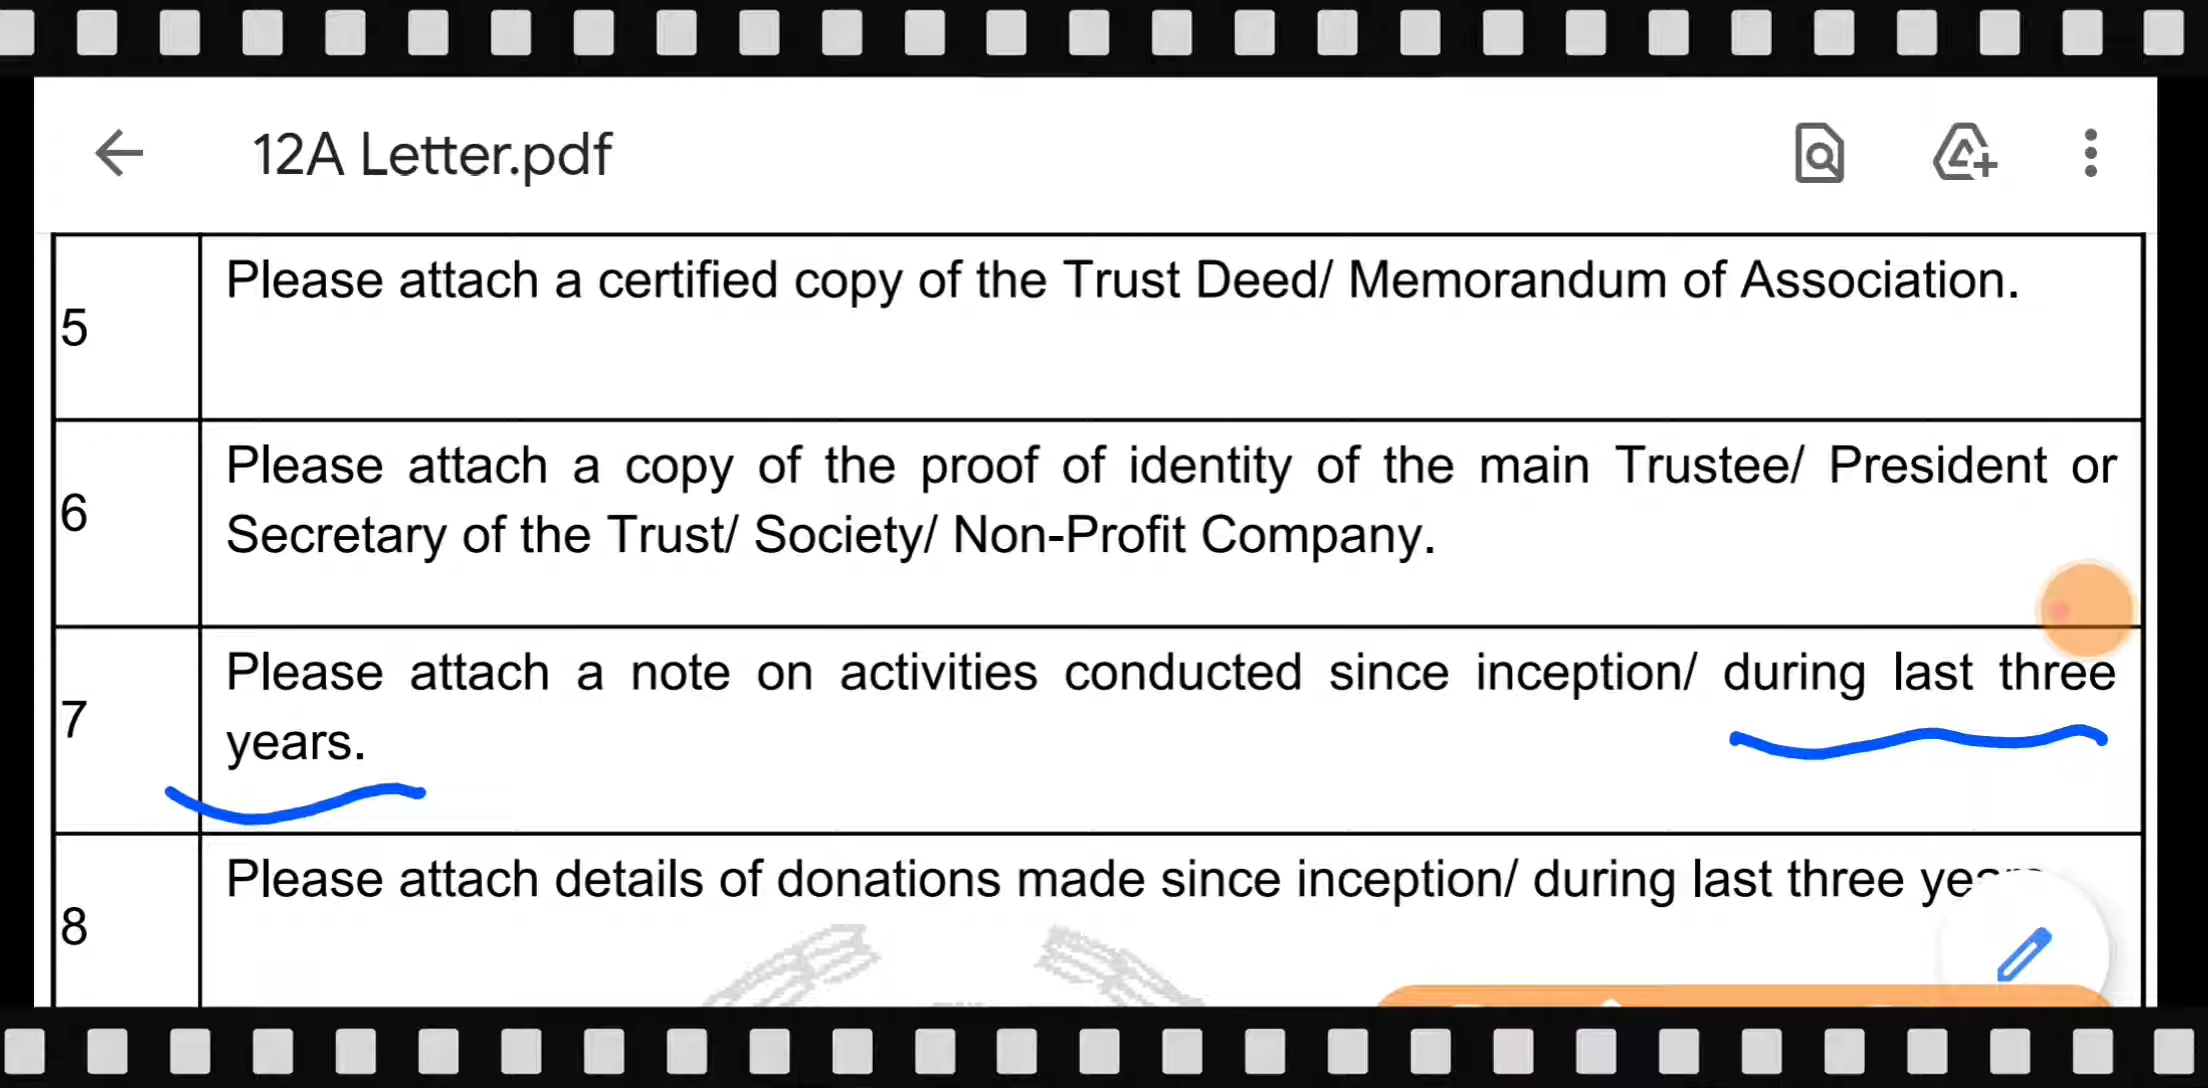 12A Letter.pdf
5
Please attach a certified copy of the Trust Deed/ Memorandum of Association.
6
Please attach a copy of the proof of identity of the main Trustee/ President or
Secretary of the Trust/ Society/ Non-Profit Company.
7
Please attach a note on activities conducted since inception/ during last three
years.
8
Please attach details of donations made since inception/ during last three